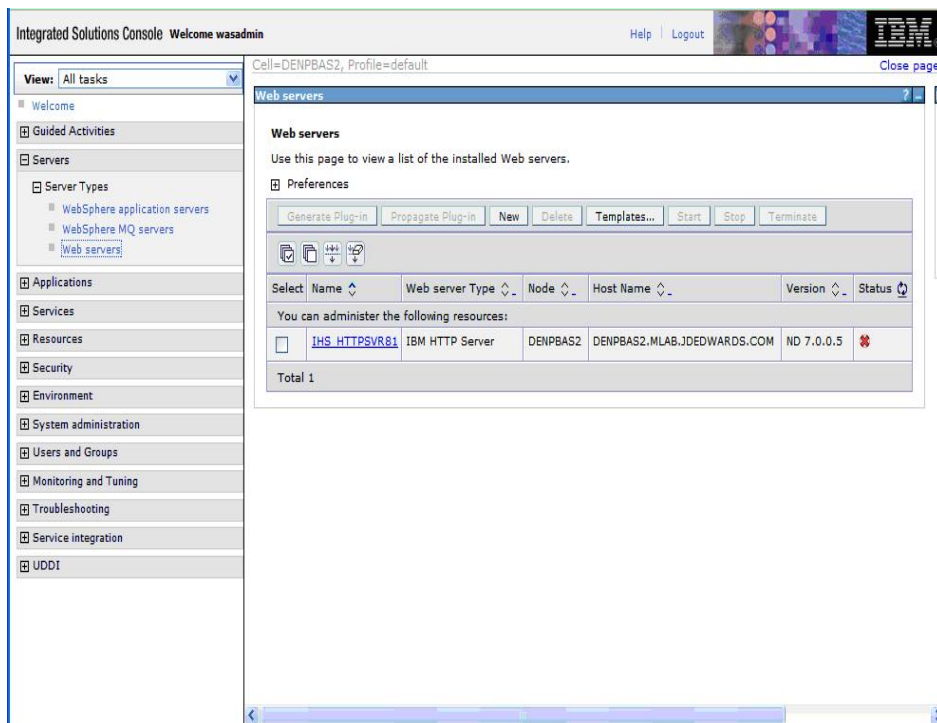 Integrated Solutions Console Welcome wasadmin
Help Logout
IBM
View: All tasks
Welcome
Guided Activities
Servers
Server Types
WebSphere application servers
WebSphere MQ servers
Web servers
Applications
Services
Resources
Security
Environment
System administration
Users and Groups
Monitoring and Tuning
Troubleshooting
Service integration
UDDI
Cell=DENPBAS2, Profile=default
Close page
Web servers ? -
Web servers
Use this page to view a list of the installed Web servers.
Preferences
Generate Plug-in Propagate Plug-in New Delete Templates... Start Stop Terminate
Select Name Web server Type Node Host Name Version Status
You can administer the following resources:
IHS_HTTPSVR81 IBM HTTP Server DENPBAS2 DENPBAS2.MLAB.JDEDWARDS.COM ND 7.0.0.5
Total 1